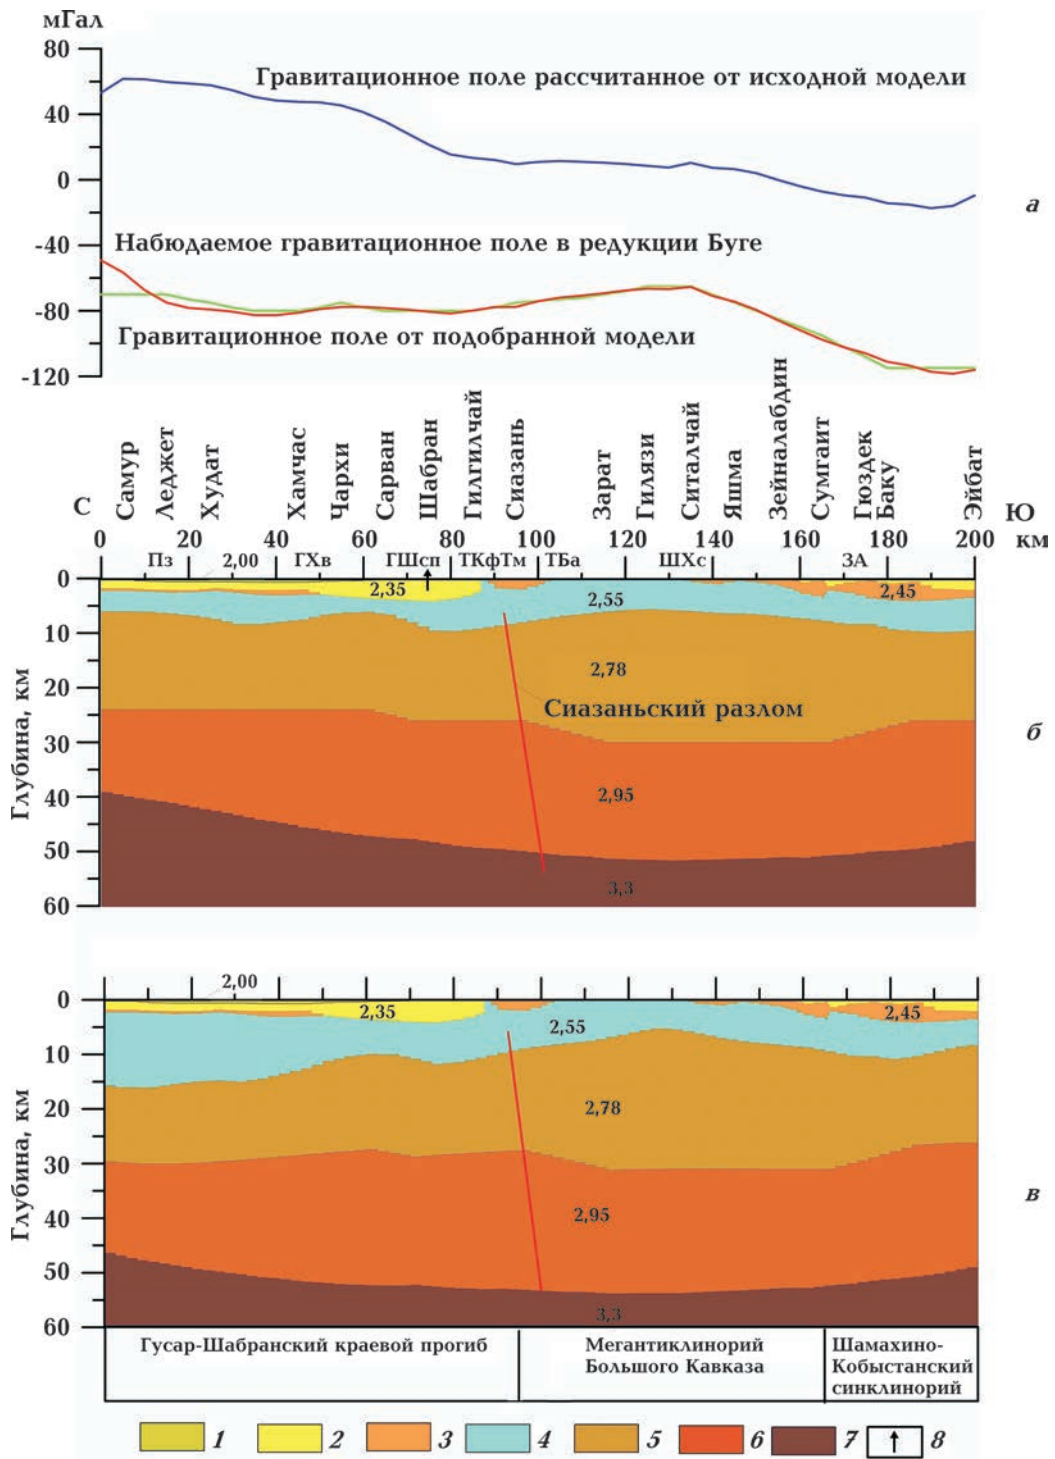 мГал
80
Гравитационное поле рассчитанное от исходной модели
40
0
а
-40
Набюдаемое гравитационное поле в редукции Буге
-80
Гравитационное поле от подобранной модели
-120
С
Самур
Леджет
Худат
Хамчас
Чархи
Сарван
Шабран
Гилгилчай
Сиазань
Зарат
Гилязи
Ситалчай
Яшма
Зейналабдин
Сумгаит
Гюздек
Баку
Эйбат
Ю
0 20 40 60 80 100 120 140 160 180 200 км
Пз 2,00 ГХв ГШсп ТКфТм ТБа ШХс ЗА
0
2,35
2,55
2,45
10
2,78
20
Сиазаньский разлом
б
30
2,95
40
50
3,3
60
Глубина, км
2,00
0
2,35
2,55
2,45
10
2,78
20
30
2,95
в
40
50
3,3
60
Глубина, км
Гусар-Шабранский краевой прогиб
Мегантиклинорий
Большого Кавказа
Шамахино-
Кобыстанский
синклинорий
1 2 3 4 5 6 7 8